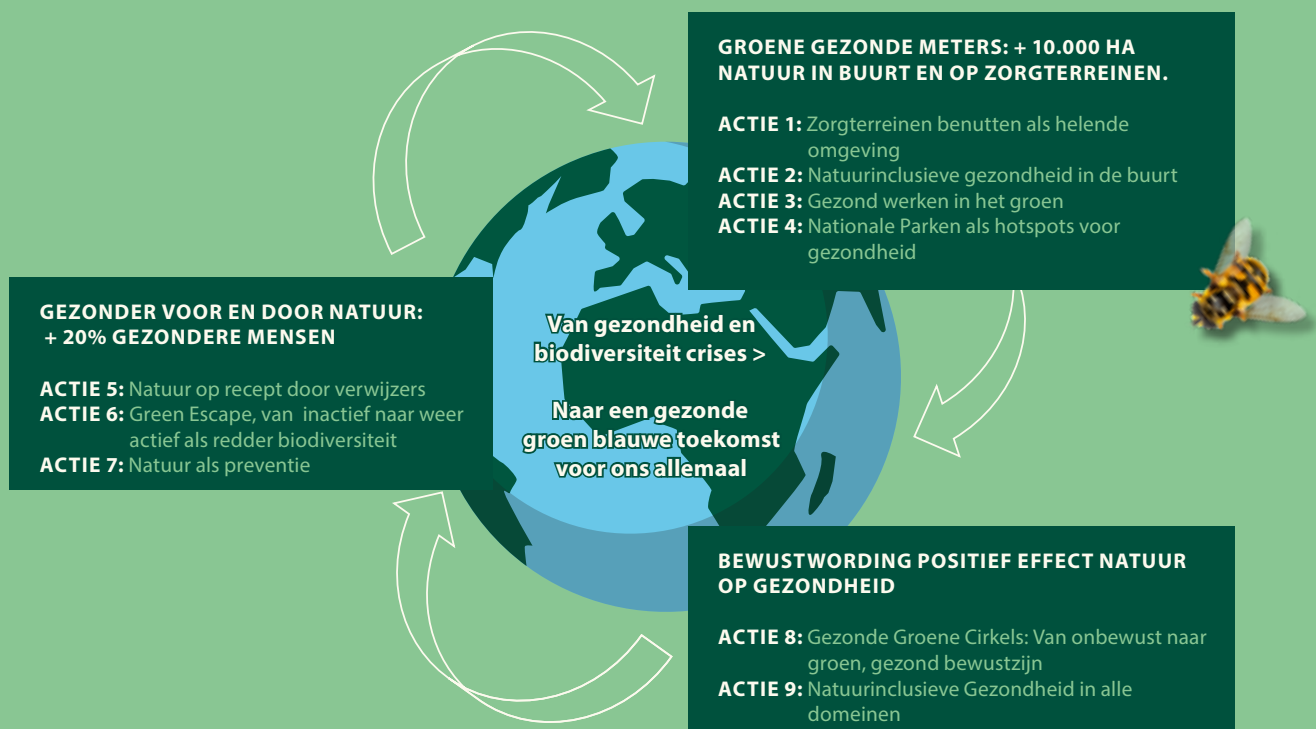 GROENE GEZONDE METERS: + 10.000 HA
NATUUR IN BUURT EN OP ZORGTERREINEN.
ACTIE 1: Zorgterreinen benutten als helende
omgeving
ACTIE 2: Natuurinclusieve gezondheid in de buurt
ACTIE 3: Gezond werken in het groen
ACTIE 4: Nationale Parken als hotspots voor
gezondheid
GEZONDER VOOR EN DOOR NATUUR:
+ 20% GEZONDERE MENSEN
ACTIE 5: Natuur op recept door verwijzers
ACTIE 6: Green Escape, van inactief naar weer
actief als redder biodiversiteit
ACTIE 7: Natuur als preventie
Van gezondheid en
biodiversiteit crises >
Naar een gezonde
groen blauwe toekomst
voor ons allemaal
BEWUSTWORDING POSITIEF EFFECT NATUUR
OP GEZONDHEID
ACTIE 8: Gezonde Groene Cirkels: Van onbewust naar
groen, gezond bewustzijn
ACTIE 9: Natuurinclusieve Gezondheid in alle
domeinen